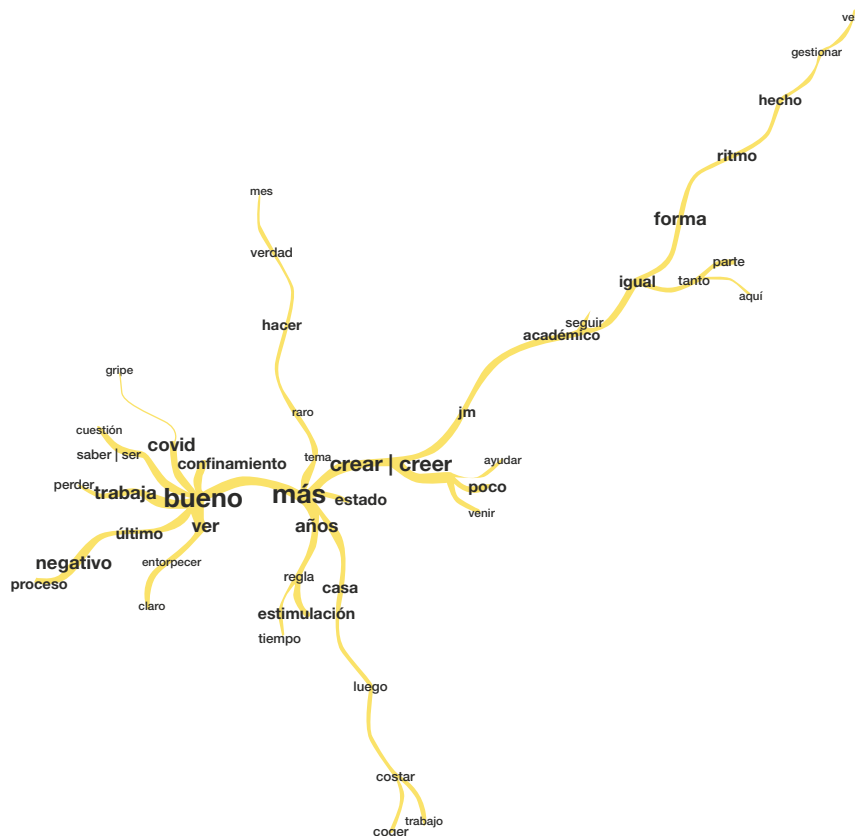 ve
gestionar
hecho
ritmo
mes
forma
verdad
parte
igual
tanto
aquí
hacer
seguir
académico
gripe
raro
jm
cuestión
covid
saber | ser
tema
confinamiento
crear | creer
ayudar
perder
trabaja
bueno
más
estado
poco
venir
último
ver
años
negativo
entorpecer
proceso
regla
casa
claro
estimulación
tiempo
luego
costar
trabajo
coger